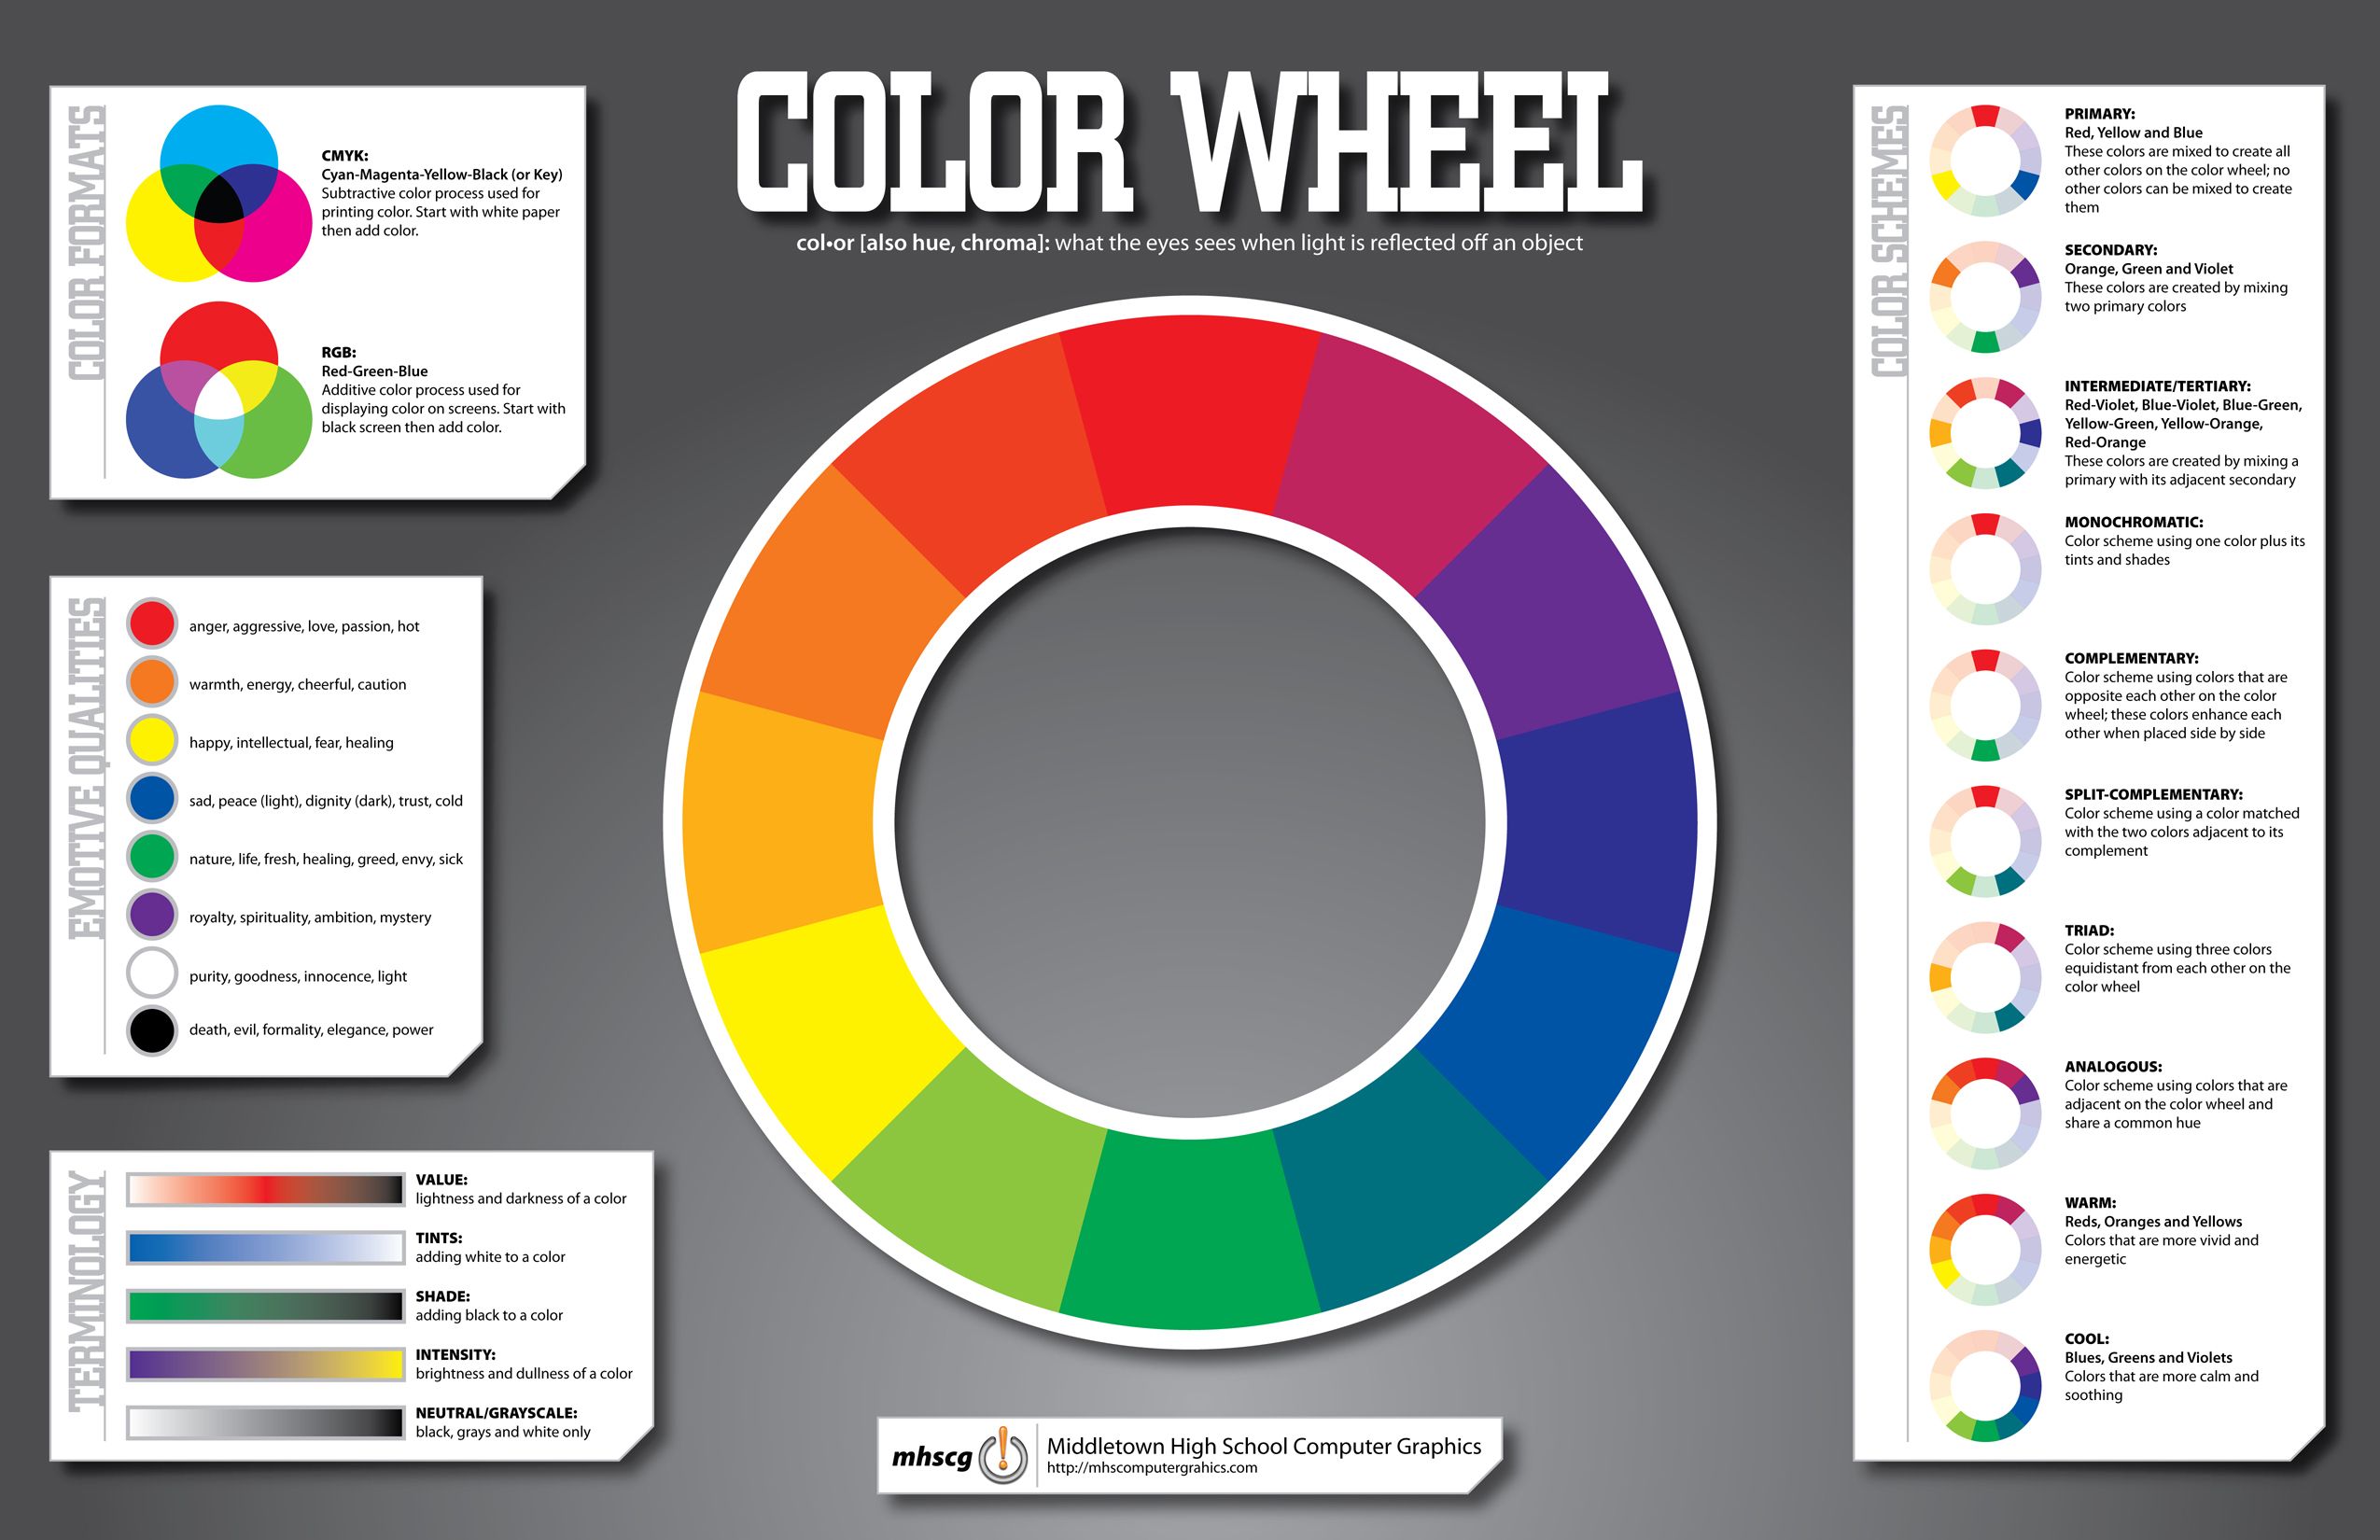 COLOR WHEEL
col•or [also hue, chroma]: what the eyes sees when light is reflected off an object
COLOR FORMATS
CMYK:
Cyan-Magenta-Yellow-Black (or Key)
Subtractive color process used for
printing color. Start with white paper
then add color.
RGB:
Red-Green-Blue
Additive color process used for
displaying color on screens. Start with
black screen then add color.
EMOTIVE QUALITIES
anger, aggressive, love, passion, hot
warmth, energy, cheerful, caution
happy, intellectual, fear, healing
sad, peace (light), dignity (dark), trust, cold
nature, life, fresh, healing, greed, envy, sick
royalty, spirituality, ambition, mystery
purity, goodness, innocence, light
death, evil, formality, elegance, power
TERMINOLOGY
VALUE:
lightness and darkness of a color
TINTS:
adding white to a color
SHADE:
adding black to a color
INTENSITY:
brightness and dullness of a color
NEUTRAL/GRAYSCALE:
black, grays and white only
COLOR SCHEMES
PRIMARY:
Red, Yellow and Blue
These colors are mixed to create all
other colors on the color wheel; no
other colors can be mixed to create
them
SECONDARY:
Orange, Green and Violet
These colors are created by mixing
two primary colors
INTERMEDIATE/TERTIARY:
Red-Violet, Blue-Violet, Blue-Green,
Yellow-Green, Yellow-Orange,
Red-Orange
These colors are created by mixing a
primary with its adjacent secondary
MONOCHROMATIC:
Color scheme using one color plus its
tints and shades
COMPLEMENTARY:
Color scheme using colors that are
opposite each other on the color
wheel; these colors enhance each
other when placed side by side
SPLIT-COMPLEMENTARY:
Color scheme using a color matched
with the two colors adjacent to its
complement
TRIAD:
Color scheme using three colors
equidistant from each other on the
color wheel
ANALOGOUS:
Color scheme using colors that are
adjacent on the color wheel and
share a common hue
WARM:
Reds, Oranges and Yellows
Colors that are more vivid and
energetic
COOL:
Blues, Greens and Violets
Colors that are more calm and
soothing
mhscg
Middletown High School Computer Graphics
http://mhscomputergrahics.com